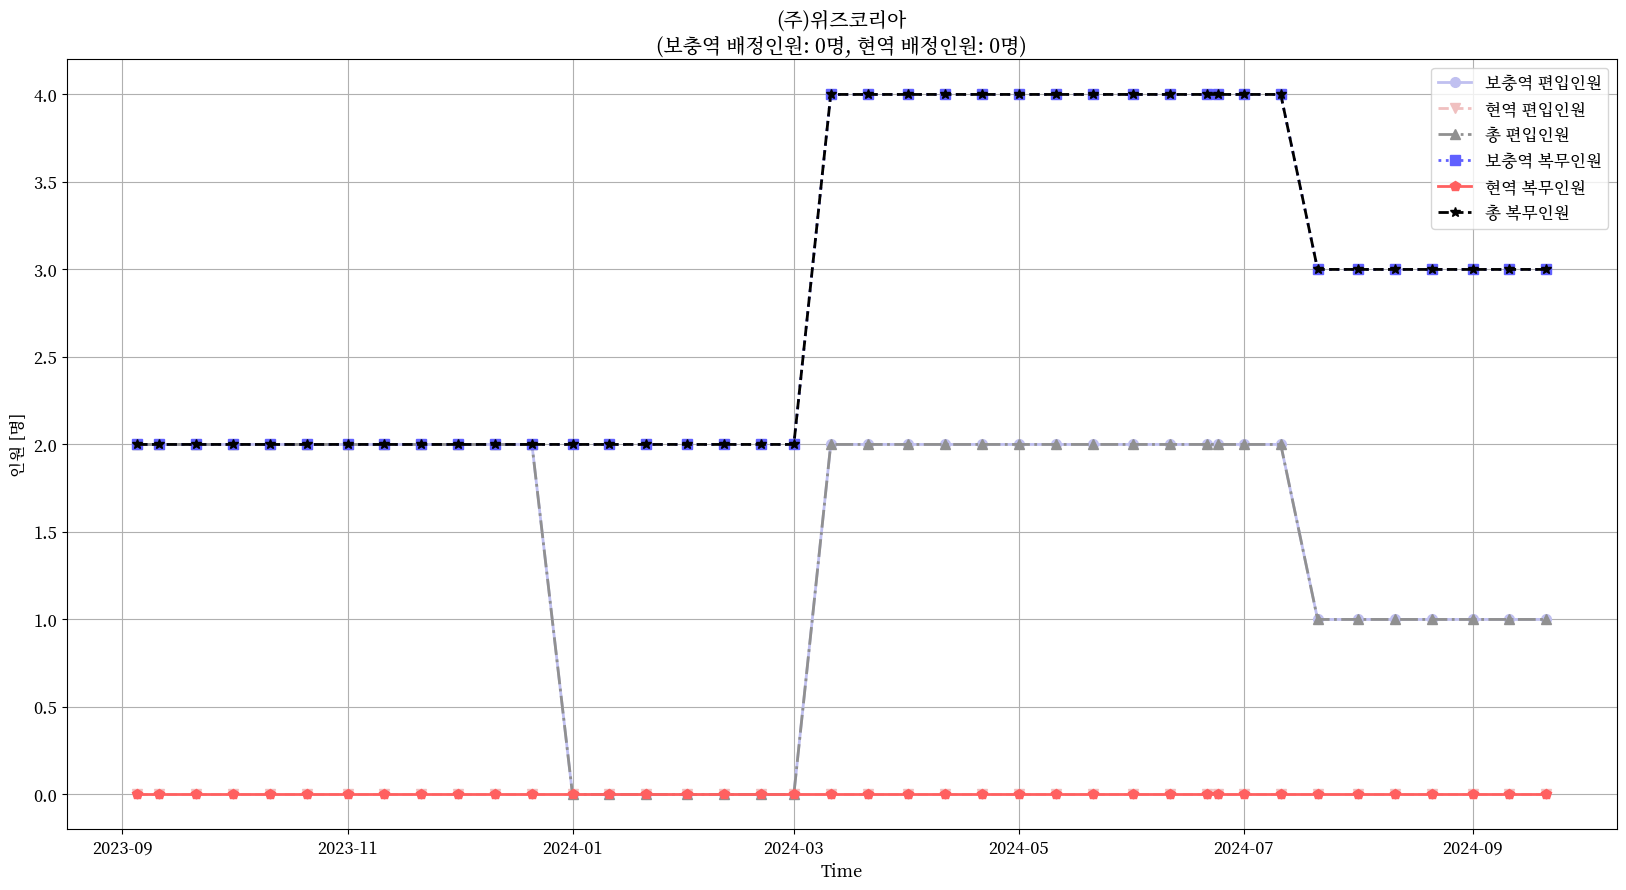 (주)위즈코리아
(보충역 배정인원: 0명, 현역 배정인원: 0명)
보충역 편입인원
현역 편입인원
총 편입인원
보충역 복무인원
현역 복무인원
총 복무인원
인원 [명]
4.0
3.5
3.0
2.5
2.0
1.5
1.0
0.5
0.0
2023-09 2023-11 2024-01 2024-03 2024-05 2024-07 2024-09
Time